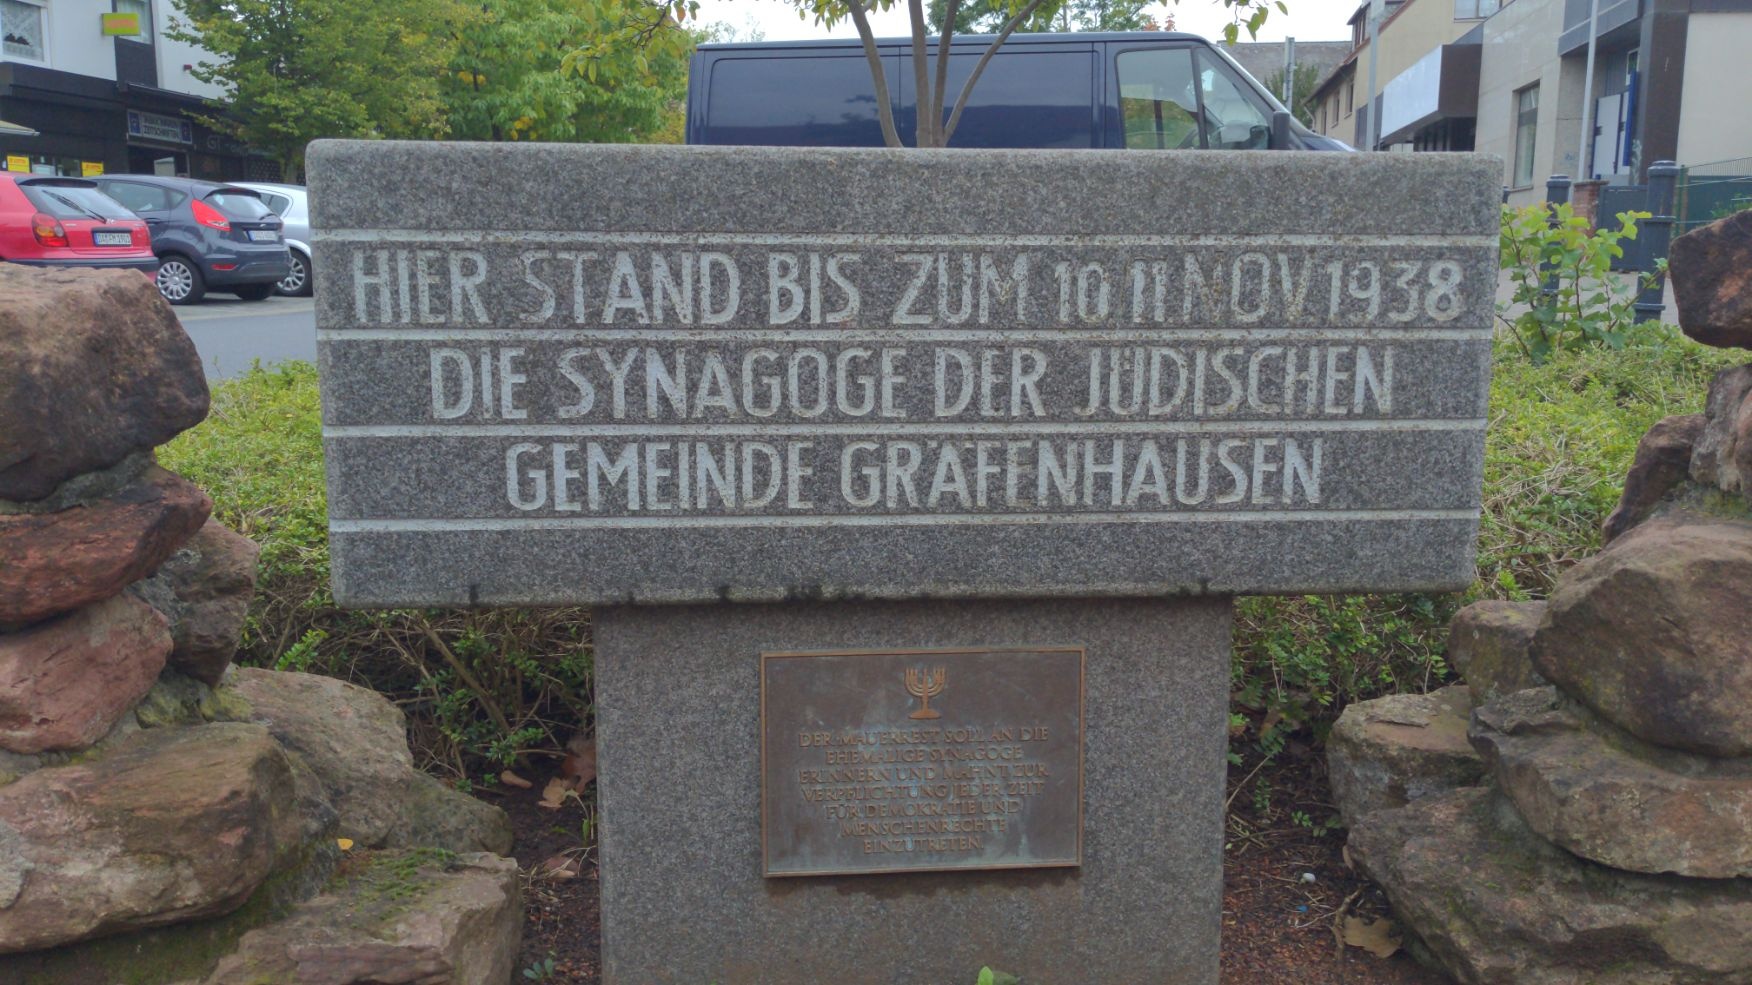 HIER STAND BIS ZUM 10 11 NOV 1938
DIE SYNAGOGE DER JÜDISCHEN
GEMEINDE GRÄFENHAUSEN
DER MAUERREST SOLL AN DIE
EHEMALIGE SYNAGOGE
ERINNERN UND MAHNT ZUR
VERPFLICHTUNG JEDER ZEIT
FÜR DEMOKRATIE UND
MENSCHENRECHTE
EINZUTRETEN.
ZEITSCHRIFTEN